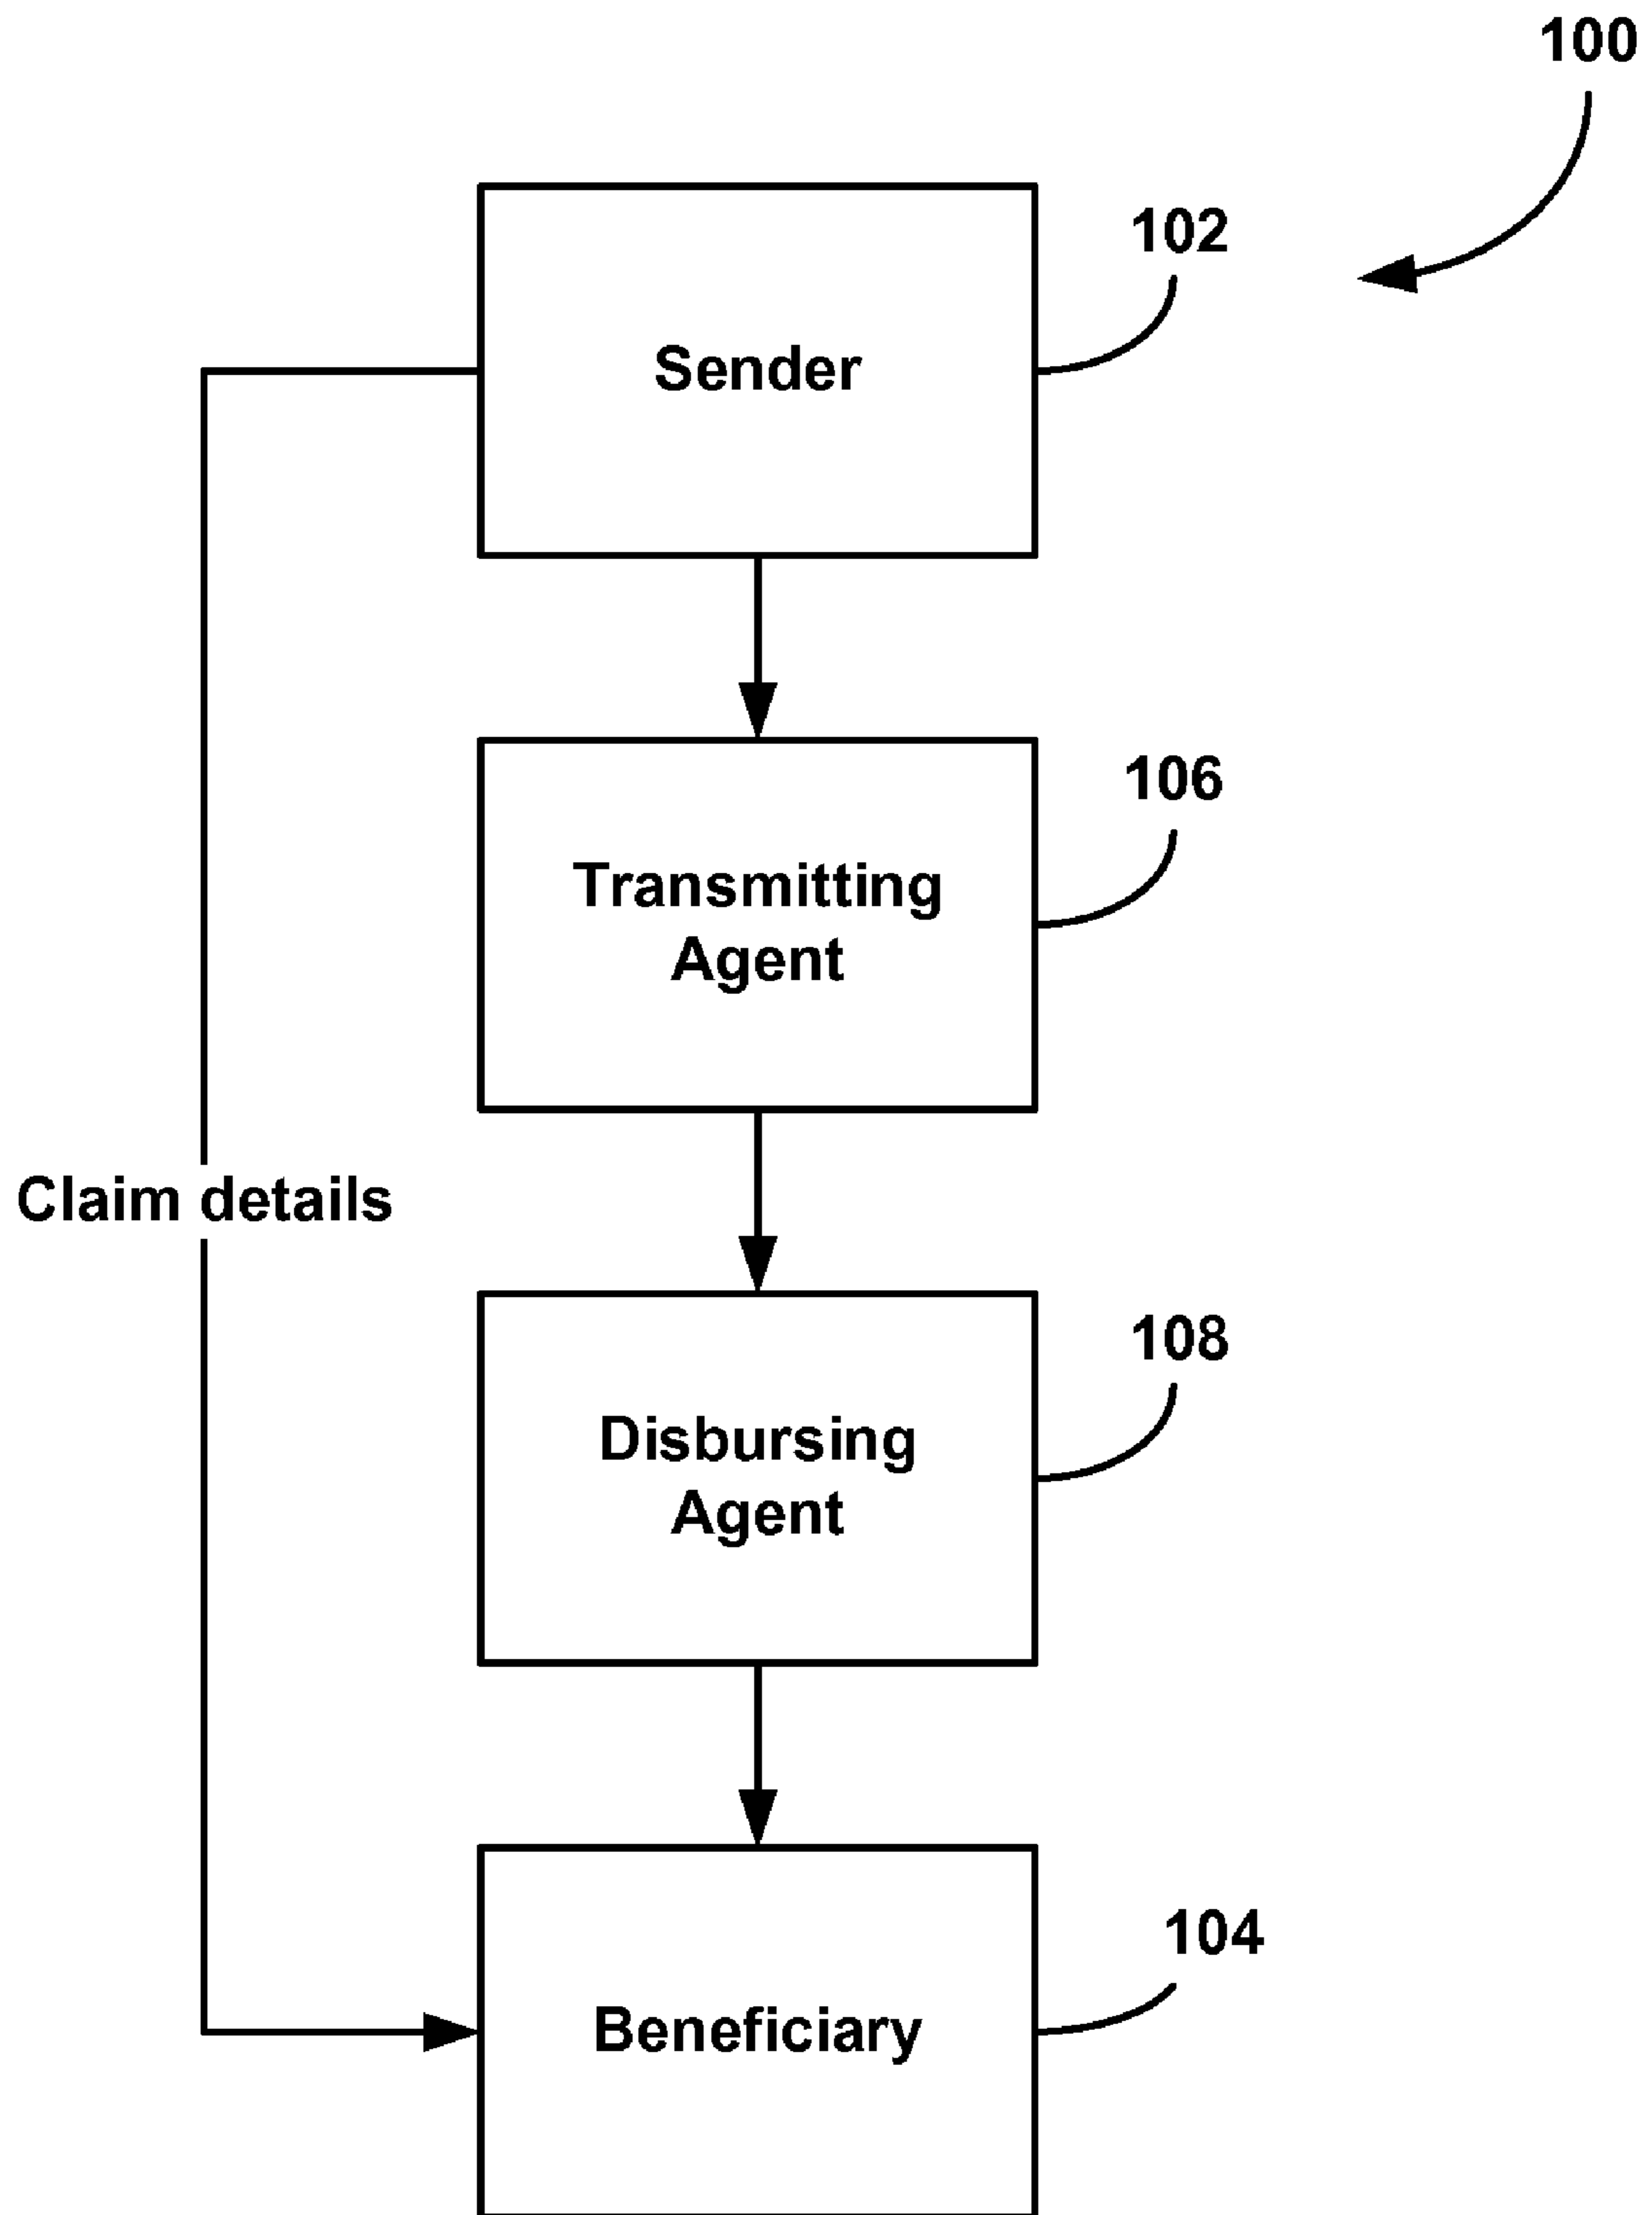 100
102
Sender
106
Transmitting
Agent
Claim details
108
Disbursing
Agent
104
Beneficiary